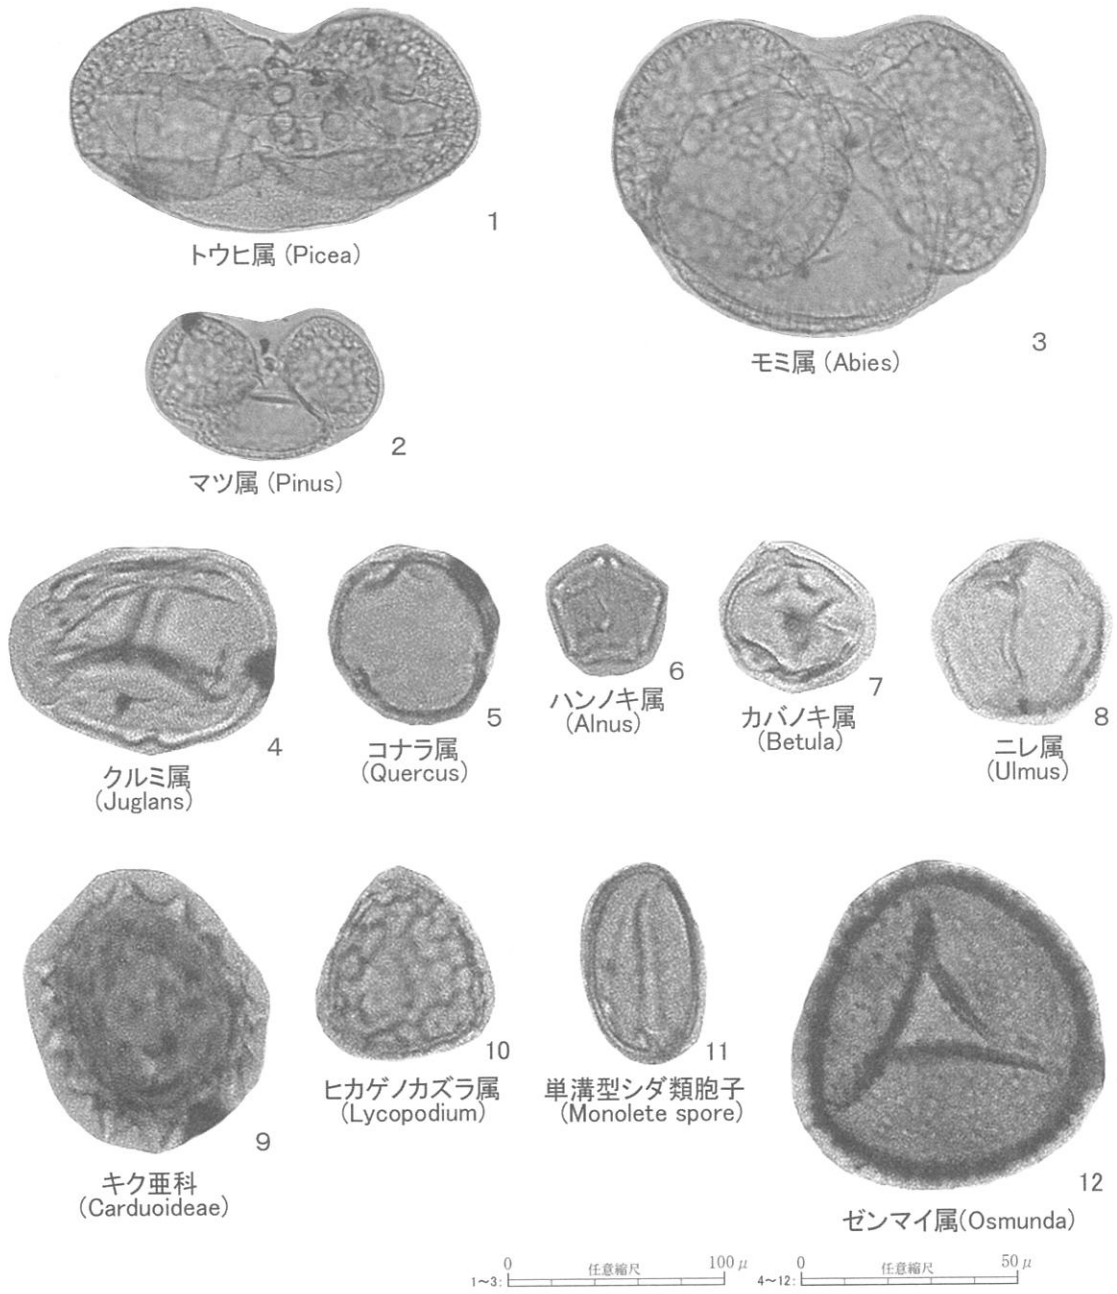 1
トウヒ属 (Picea)
2
マツ属 (Pinus)
3
モミ属 (Abies)
4
クルミ属
(Juglans)
5
コナラ属
(Quercus)
6
ハンノキ属
(Alnus)
7
カバノキ属
(Betula)
8
ニレ属
(Ulmus)
9
キク亜科
(Carduoideae)
10
ヒカゲノカズラ属
(Lycopodium)
11
単溝型シダ類胞子
(Monolete spore)
12
ゼンマイ属(Osmunda)
1〜3: 0 任意縮尺 100μ
4〜12: 0 任意縮尺 50μ